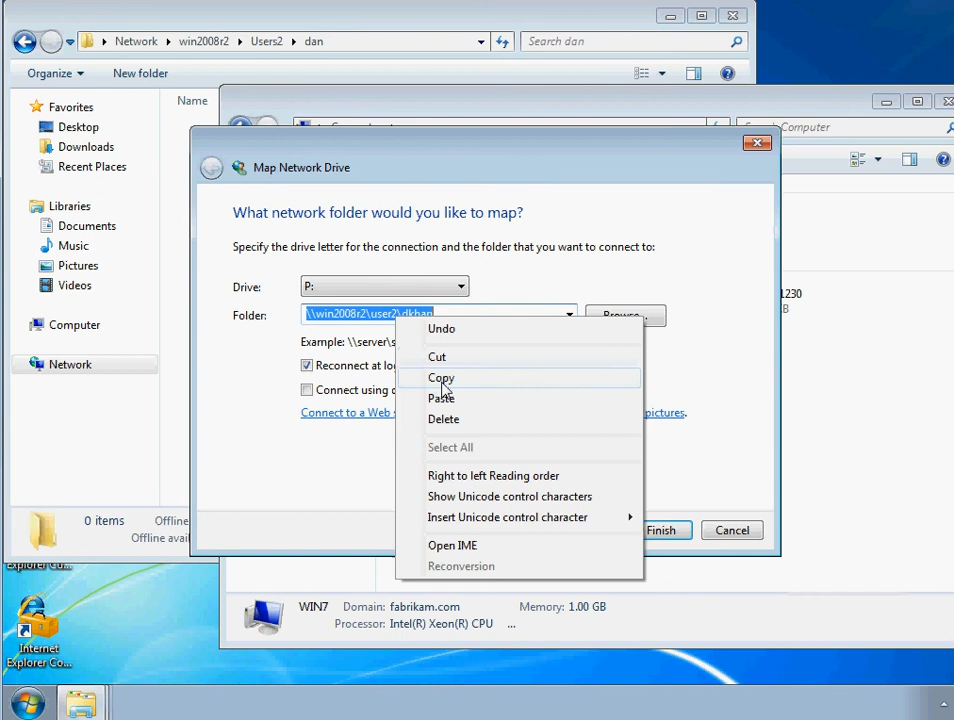 Network ▸ win2008r2 ▸ Users2 ▸ dan
Search dan
Organize
New folder
Name
Favorites
Desktop
Downloads
Recent Places
Libraries
Documents
Music
Pictures
Videos
Computer
Network
0 items
Offline
Offline avai
Computer
Map Network Drive
What network folder would you like to map?
Specify the drive letter for the connection and the folder that you want to connect to:
Drive:
P:
Folder:
\\win2008r2\user2\dkhan
Browse...
Example: \\server\s
Reconnect at lo
Connect using
Connect to a Web
pictures.
Undo
Cut
Copy
Paste
Delete
Select All
Right to left Reading order
Show Unicode control characters
Insert Unicode control character
Open IME
Reconversion
Finish
Cancel
1230
B
WIN7
Domain: fabrikam.com
Memory: 1.00 GB
Processor: Intel(R) Xeon(R) CPU ...
Explorer Co...
Internet
Explorer Co...